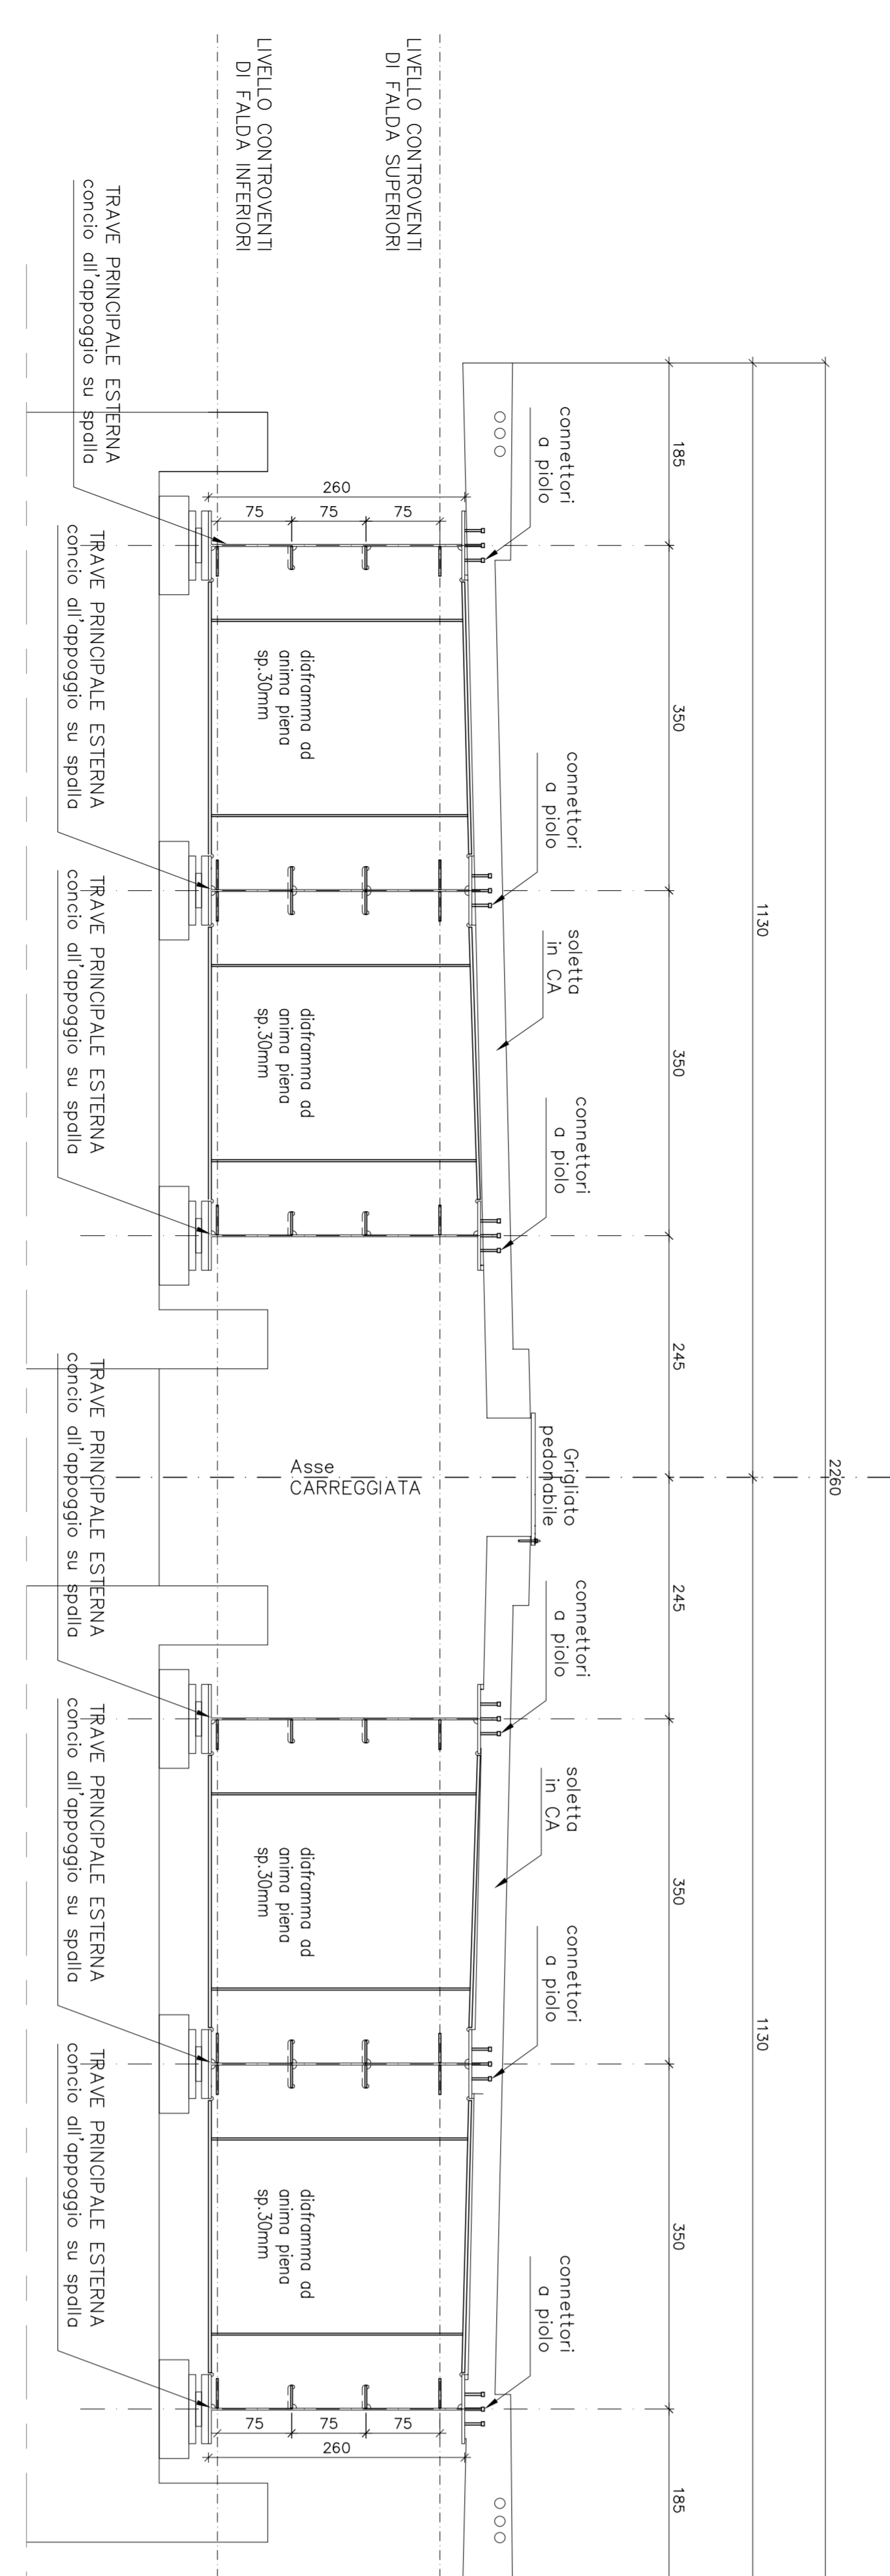 2260
1130
1130
185
350
350
245
245
350
350
185
connettori
a piolo
connettori
a piolo
soletta
in CA
connettori
a piolo
Grigliato
pedonabile
connettori
a piolo
soletta
in CA
connettori
a piolo
connettori
a piolo
LIVELLO CONTROVENTI
DI FALDA SUPERIORI
LIVELLO CONTROVENTI
DI FALDA INFERIORI
260
75
75
75
diaframma ad
anima piena
sp.30mm
diaframma ad
anima piena
sp.30mm
Asse
CARREGGIATA
diaframma ad
anima piena
sp.30mm
diaframma ad
anima piena
sp.30mm
75
75
75
260
TRAVE PRINCIPALE ESTERNA
concio all'appoggio su spalla
TRAVE PRINCIPALE ESTERNA
concio all'appoggio su spalla
TRAVE PRINCIPALE ESTERNA
concio all'appoggio su spalla
TRAVE PRINCIPALE ESTERNA
concio all'appoggio su spalla
TRAVE PRINCIPALE ESTERNA
concio all'appoggio su spalla
TRAVE PRINCIPALE ESTERNA
concio all'appoggio su spalla